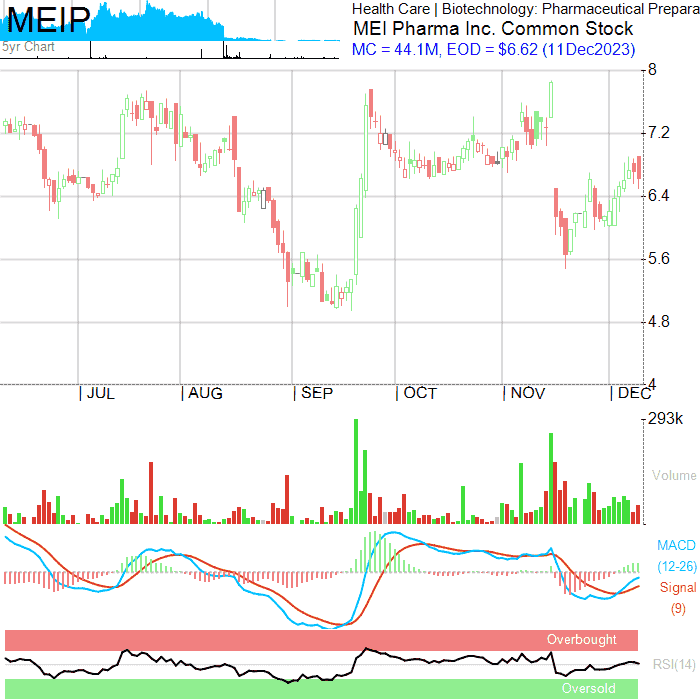 MEIP
Health Care | Biotechnology: Pharmaceutical Prepara
MEI Pharma Inc. Common Stock
MC = 44.1M, EOD = $6.62 (11Dec2023)
5yr Chart
8
7.2
6.4
5.6
4.8
4
| JUL | AUG | SEP | OCT | NOV | DEC
293k
Volume
MACD
(12-26)
Signal
(9)
Overbought
RSI(14)
Oversold